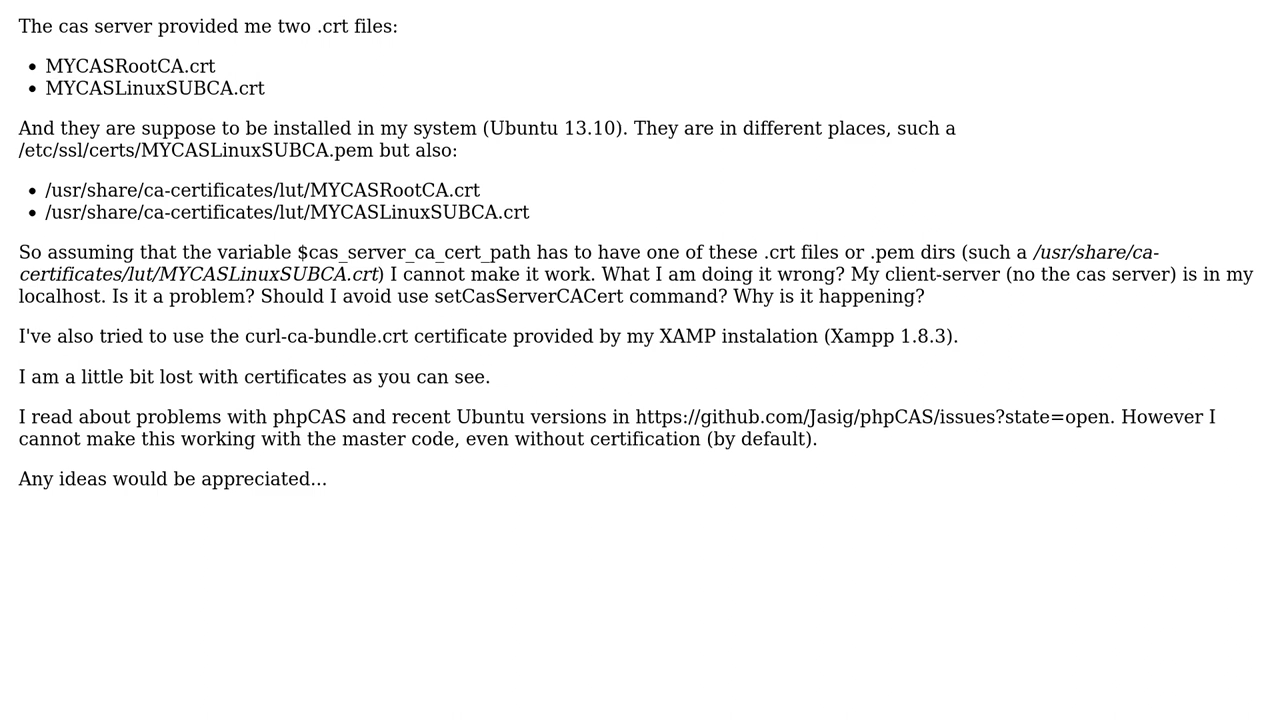 The cas server provided me two .crt files:
• MYCASRootCA.crt
• MYCASLinuxSUBCA.crt
And they are suppose to be installed in my system (Ubuntu 13.10). They are in different places, such a
/etc/ssl/certs/MYCASLinuxSUBCA.pem but also:
• /usr/share/ca-certificates/lut/MYCASRootCA.crt
• /usr/share/ca-certificates/lut/MYCASLinuxSUBCA.crt
So assuming that the variable $cas_server_ca_cert_path has to have one of these .crt files or .pem dirs (such a /usr/share/ca-
certificates/lut/MYCASLinuxSUBCA.crt) I cannot make it work. What I am doing it wrong? My client-server (no the cas server) is in my
localhost. Is it a problem? Should I avoid use setCasServerCACert command? Why is it happening?
I've also tried to use the curl-ca-bundle.crt certificate provided by my XAMP instalation (Xampp 1.8.3).
I am a little bit lost with certificates as you can see.
I read about problems with phpCAS and recent Ubuntu versions in https://github.com/Jasig/phpCAS/issues?state=open. However I
cannot make this working with the master code, even without certification (by default).
Any ideas would be appreciated...